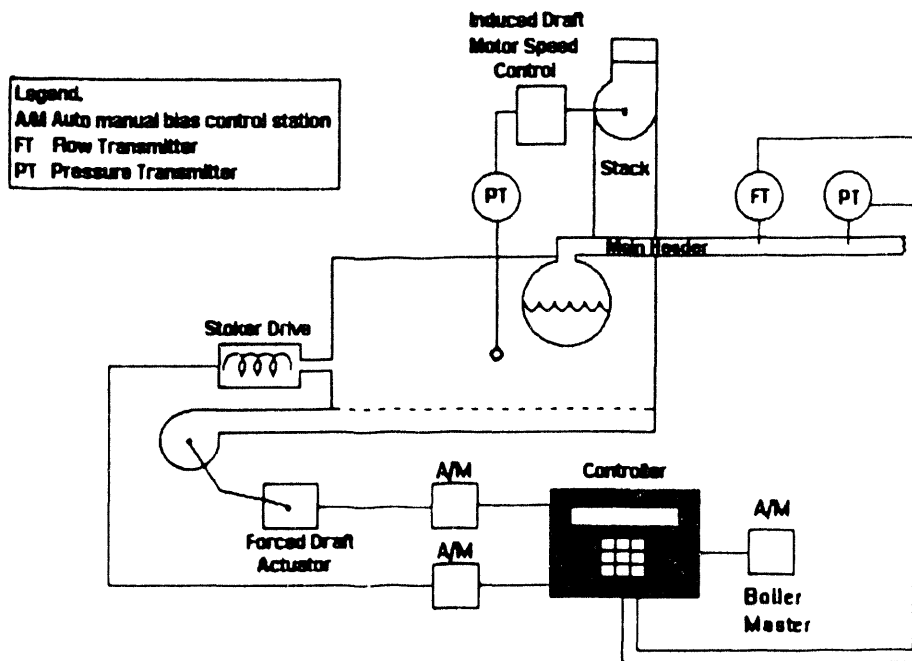 Induced Draft
Motor Speed
Control
Legend.
A/M Auto manual bias control station
FT Flow Transmitter
PT Pressure Transmitter
Stack
PT
FT
PT
Main Header
Stoker Drive
A/M
Controller
A/M
Forced Draft
Actuator
A/M
Boiler
Master